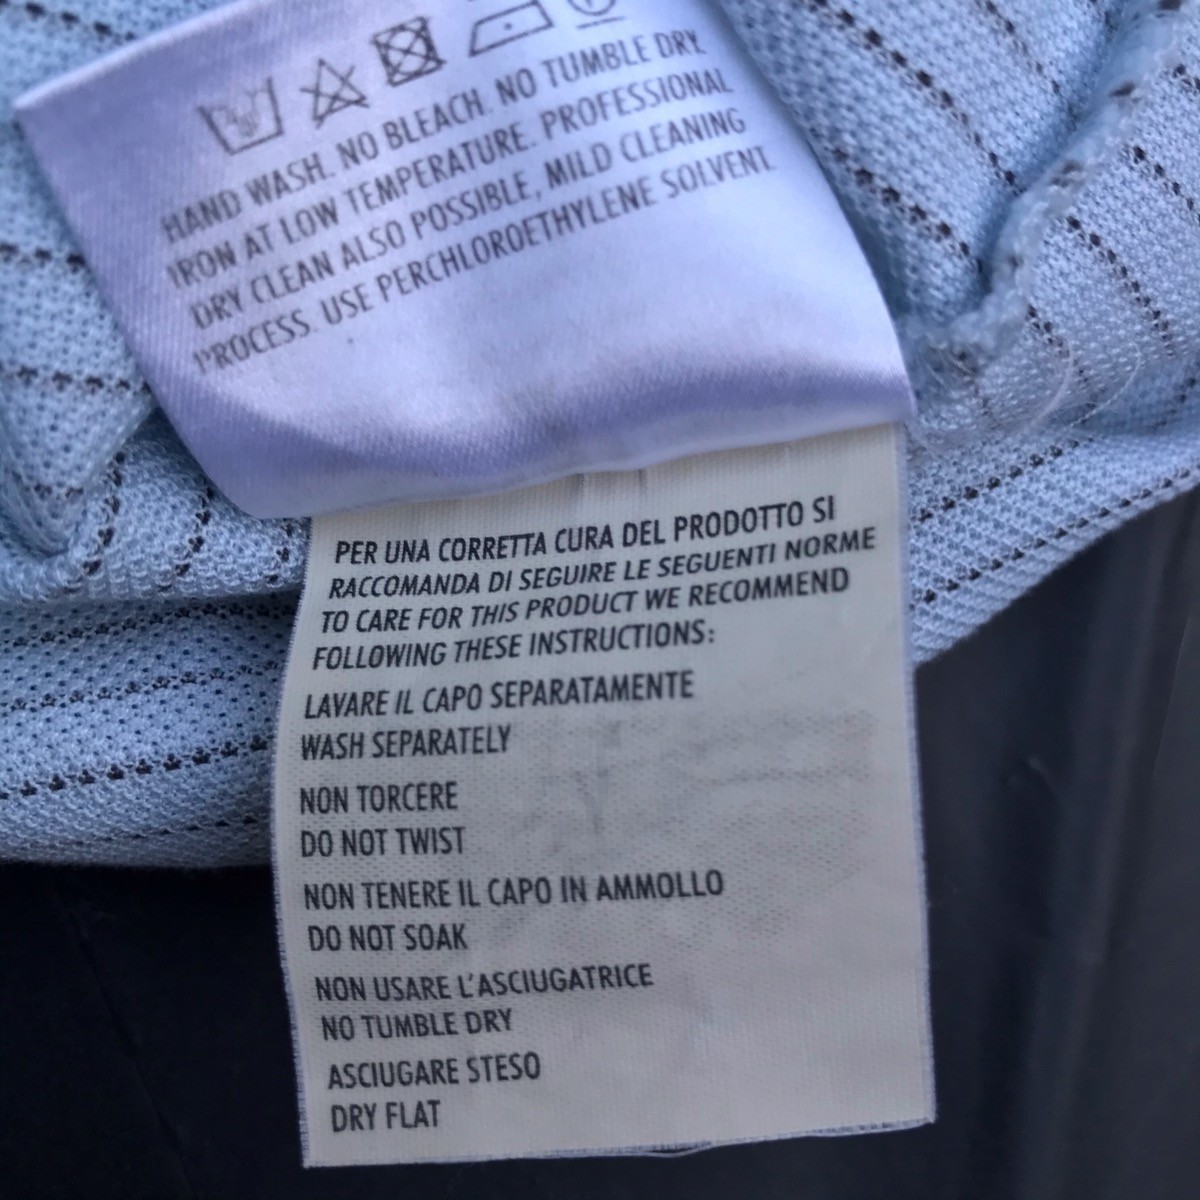 HAND WASH. NO BLEACH. NO TUMBLE DRY.
IRON AT LOW TEMPERATURE. PROFESSIONAL
DRY CLEAN ALSO POSSIBLE, MILD CLEANING
PROCESS. USE PERCHLOROETHYLENE SOLVENT.
PER UNA CORRETTA CURA DEL PRODOTTO SI
RACCOMANDA DI SEGUIRE LE SEGUENTI NORME
TO CARE FOR THIS PRODUCT WE RECOMMEND
FOLLOWING THESE INSTRUCTIONS:
LAVARE IL CAPO SEPARATAMENTE
WASH SEPARATELY
NON TORCERE
DO NOT TWIST
NON TENERE IL CAPO IN AMMOLLO
DO NOT SOAK
NON USARE L'ASCIUGATRICE
NO TUMBLE DRY
ASCIUGARE STESO
DRY FLAT